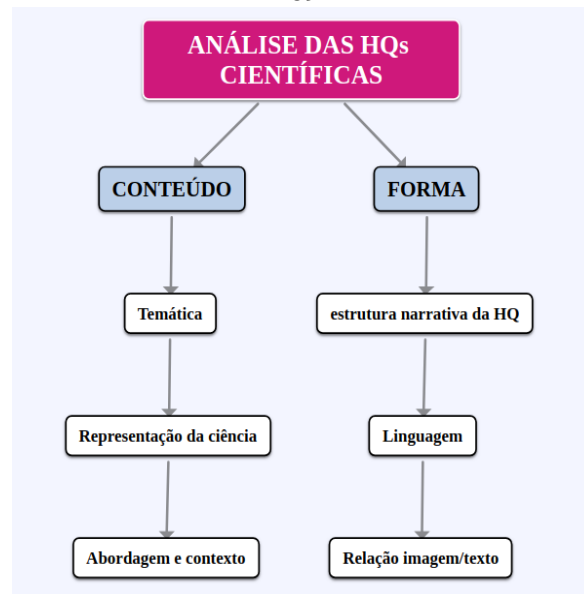 ANÁLISE DAS HQs
CIENTÍFICAS
CONTEÚDO
FORMA
Temática
estrutura narrativa da HQ
Representação da ciência
Linguagem
Abordagem e contexto
Relação imagem/texto